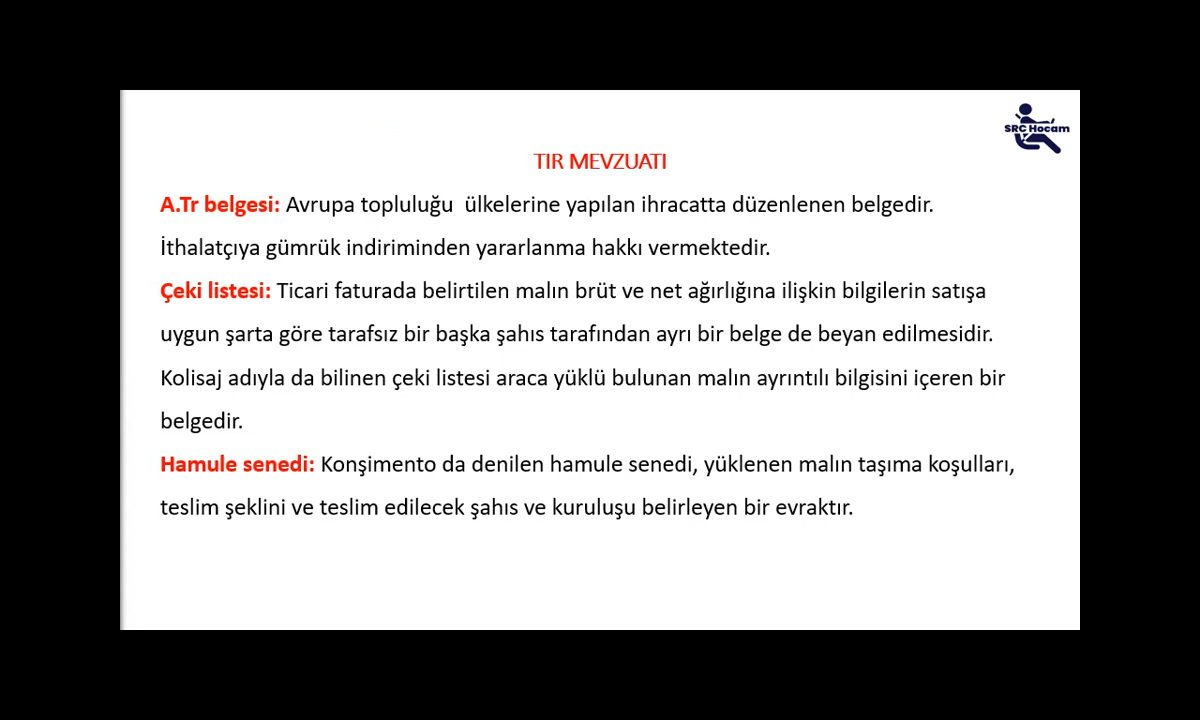 SRC Hocam
TIR MEVZUATI
A.Tr belgesi: Avrupa topluluğu  ülkelerine yapılan ihracatta düzenlenen belgedir.
İthalatçıya gümrük indiriminden yararlanma hakkı vermektedir.
Çeki listesi: Ticari faturada belirtilen malın brüt ve net ağırlığına ilişkin bilgilerin satışa
uygun şarta göre tarafsız bir başka şahıs tarafından ayrı bir belge de beyan edilmesidir.
Kolisaj adıyla da bilinen çeki listesi araca yüklü bulunan malın ayrıntılı bilgisini içeren bir
belgedir.
Hamule senedi: Konşimento da denilen hamule senedi, yüklenen malın taşıma koşulları,
teslim şeklini ve teslim edilecek şahıs ve kuruluşu belirleyen bir evraktır.